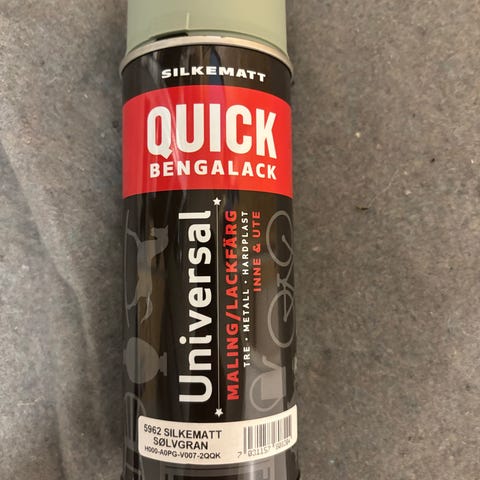 SILKEMATT
QUICK
BENGALACK
Universal
MALING/LACKFÄRG
TRE · METALL · HARDPLAST
INNE & UTE
5962 SILKEMATT
SØLVGRAN
H000-A0PG-V007-2QQK